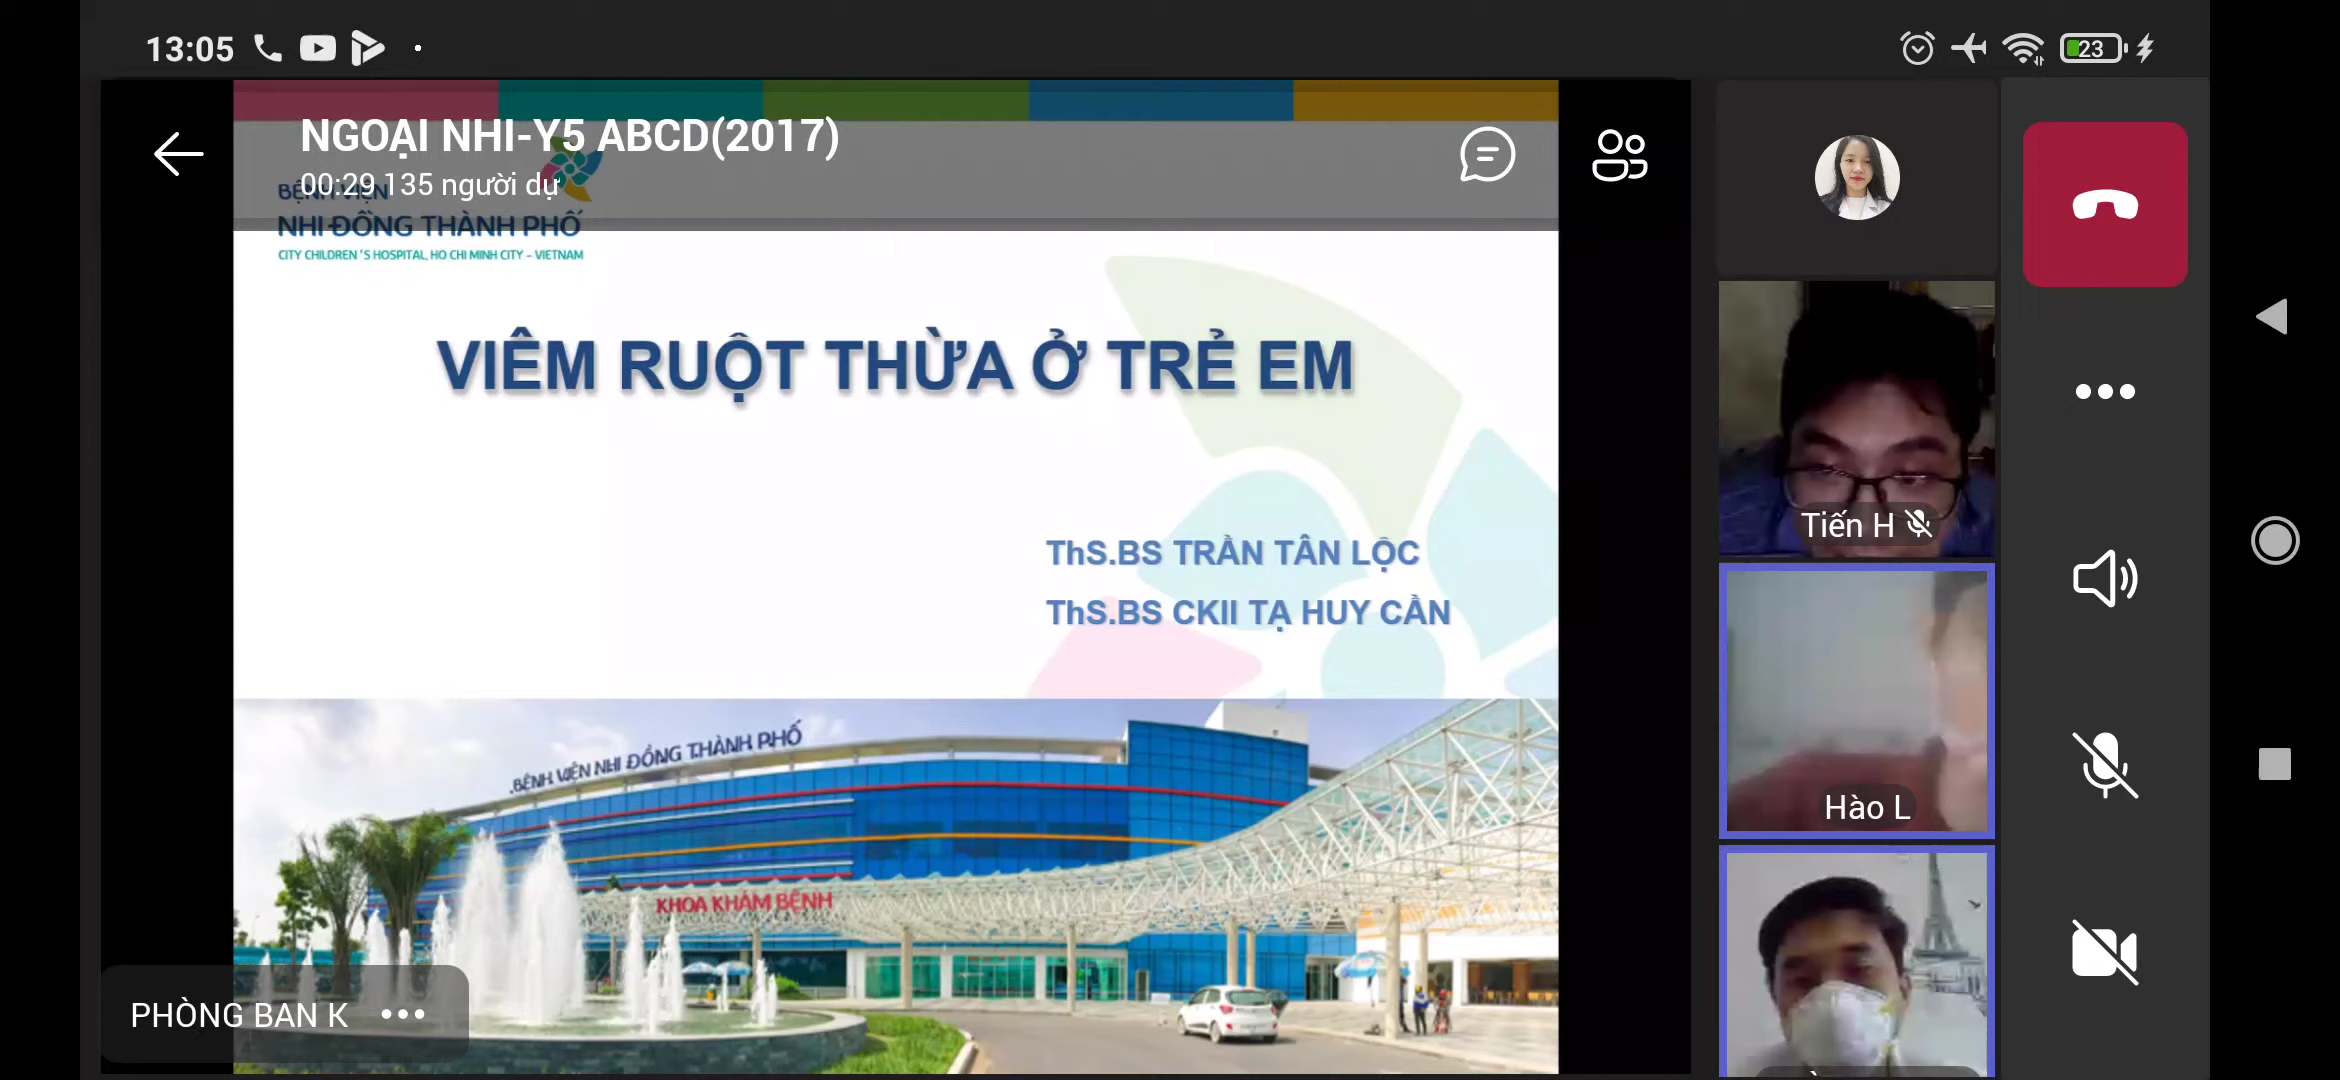 13:05
23
NGOẠI NHI-Y5 ABCD(2017)
00:29 135 người dự
BỆNH VIỆN
NHI ĐỒNG THÀNH PHỐ
CITY CHILDREN'S HOSPITAL, HO CHI MINH CITY - VIETNAM
VIÊM RUỘT THỪA Ở TRẺ EM
ThS.BS TRẦN TÂN LỘC
ThS.BS CKII TẠ HUY CẦN
BỆNH VIỆN NHI ĐỒNG THÀNH PHỐ
KHOA KHÁM BỆNH
PHÒNG BAN K
Tiến H
Hào L